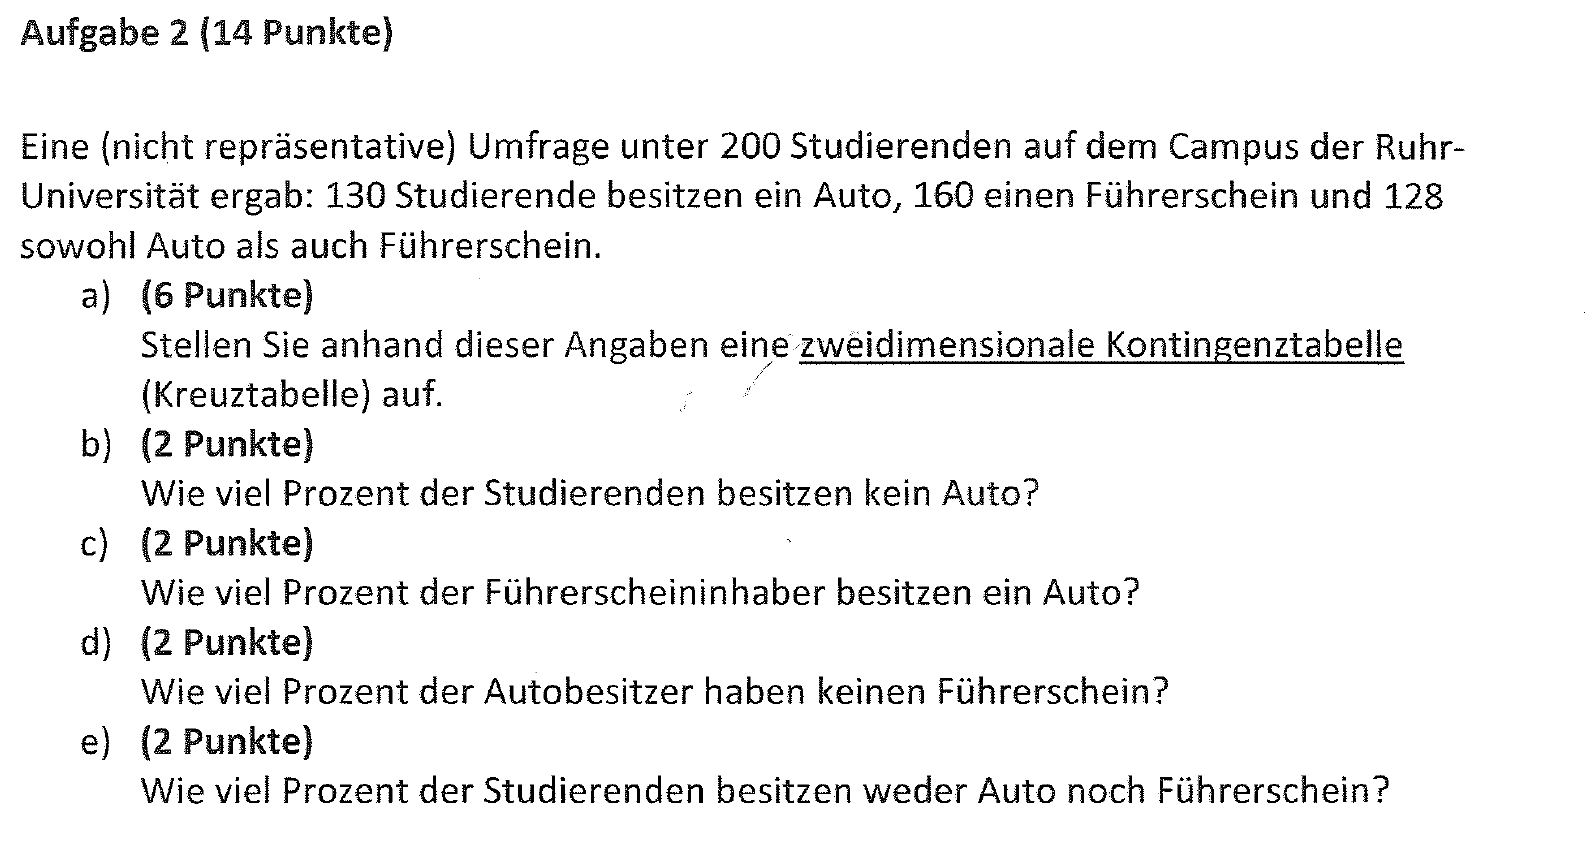 Aufgabe 2 (14 Punkte)
Eine (nicht repräsentative) Umfrage unter 200 Studierenden auf dem Campus der Ruhr-
Universität ergab: 130 Studierende besitzen ein Auto, 160 einen Führerschein und 128
sowohl Auto als auch Führerschein.
a) (6 Punkte)
Stellen Sie anhand dieser Angaben eine zweidimensionale Kontingenztabelle
(Kreuztabelle) auf.
b) (2 Punkte)
Wie viel Prozent der Studierenden besitzen kein Auto?
c) (2 Punkte)
Wie viel Prozent der Führerscheininhaber besitzen ein Auto?
d) (2 Punkte)
Wie viel Prozent der Autobesitzer haben keinen Führerschein?
e) (2 Punkte)
Wie viel Prozent der Studierenden besitzen weder Auto noch Führerschein?